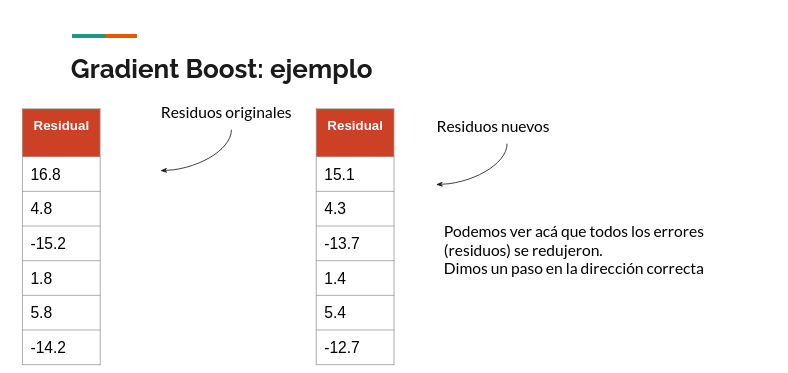 Gradient Boost: ejemplo
Residuos originales
Residual
16.8
4.8
-15.2
1.8
5.8
-14.2
Residual
15.1
4.3
-13.7
1.4
5.4
-12.7
Residuos nuevos
Podemos ver acá que todos los errores
(residuos) se redujeron.
Dimos un paso en la dirección correcta